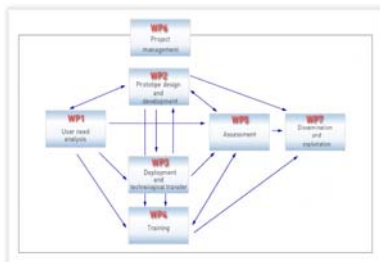 WP6
Project
management
WP2
Prototype design
and
development
WP1
User need
analysis
WP5
Assessment
WP7
Dissemination
and
exploitation
WP3
Deployment
and
technological transfer
WP4
Training